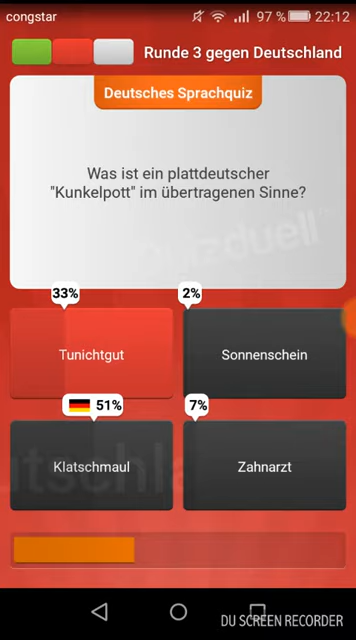 congstar 97 % 22:12
Runde 3 gegen Deutschland
Deutsches Sprachquiz
Was ist ein plattdeutscher
"Kunkelpott" im übertragenen Sinne?
Quizduell
33% 2%
Tunichtgut Sonnenschein
51% 7%
Klatschmaul Zahnarzt
DU SCREEN RECORDER